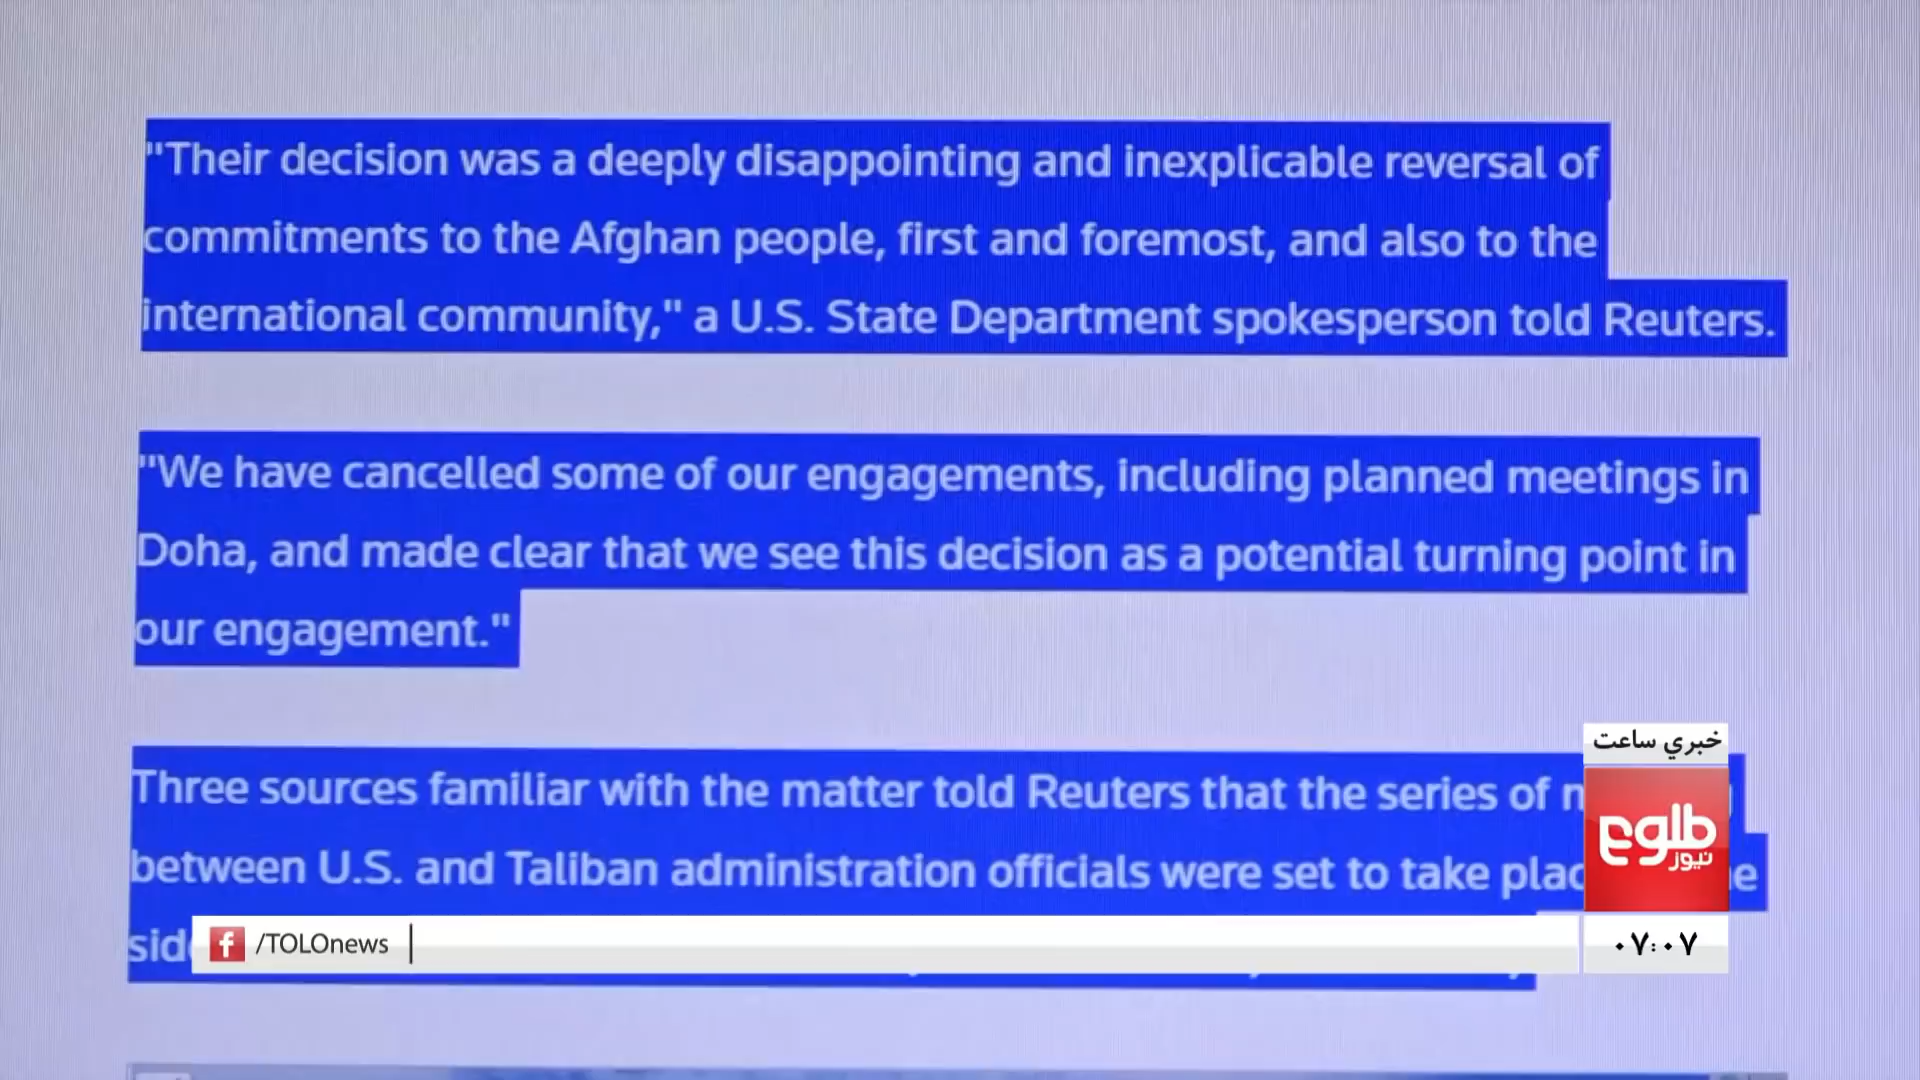 "Their decision was a deeply disappointing and inexplicable reversal of
commitments to the Afghan people, first and foremost, and also to the
international community," a U.S. State Department spokesperson told Reuters.
"We have cancelled some of our engagements, including planned meetings in
Doha, and made clear that we see this decision as a potential turning point in
our engagement."
Three sources familiar with the matter told Reuters that the series of
between U.S. and Taliban administration officials were set to take
خبري ساعت
طلوع
نیوز
/TOLOnews
۰۷:۰۷